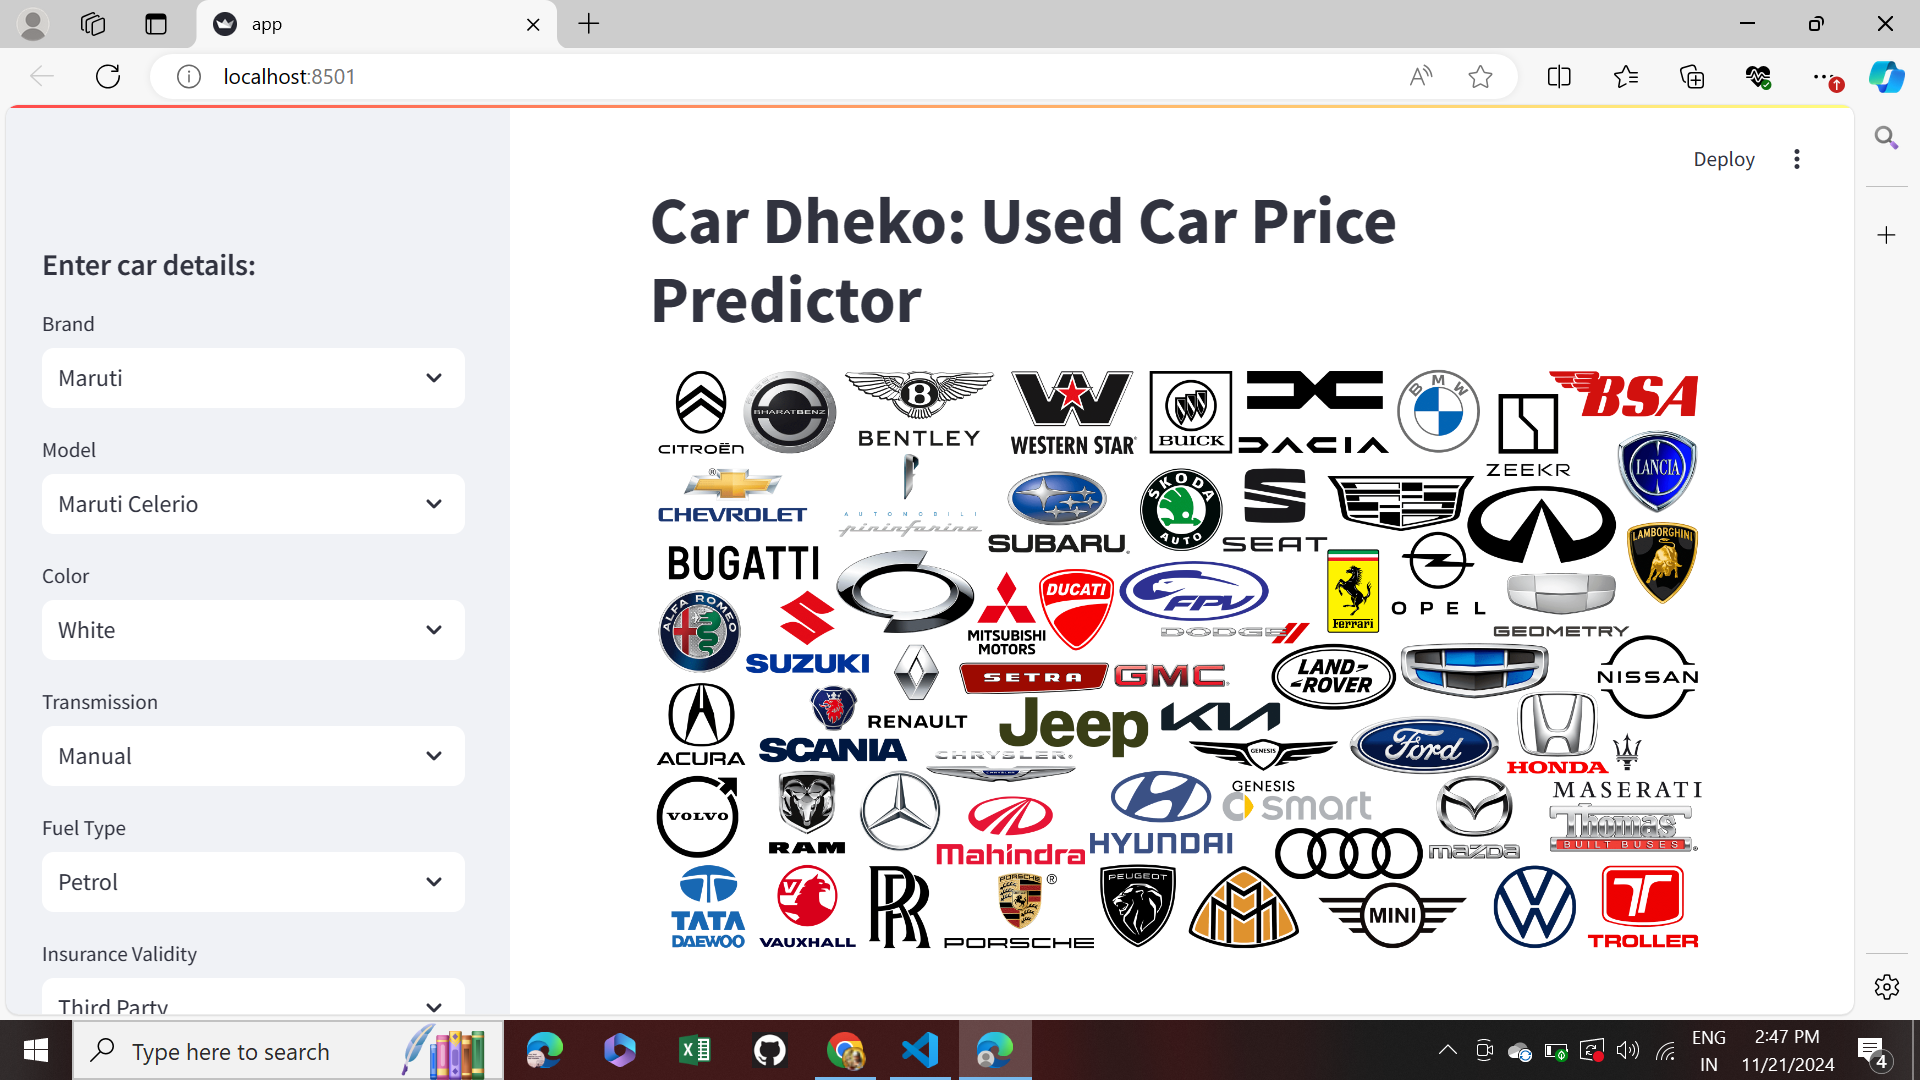 app
localhost:8501
Deploy
Car Dheko: Used Car Price
Predictor
Enter car details:
Brand
Maruti
Model
Maruti Celerio
Color
White
Transmission
Manual
Fuel Type
Petrol
Insurance Validity
Third Party
CITROËN
BHARATBENZ
BENTLEY
WESTERN STAR
BUICK
DACIA
BMW
ZEEKR
BSA
LANCIA
CHEVROLET
AUTOMOBILI
pininfarina
SUBARU
ŠKODA
AUTO
SEAT
LAMBORGHINI
BUGATTI
ALFA ROMEO
SUZUKI
MITSUBISHI
MOTORS
DUCATI
FPV
DODGE
Ferrari
OPEL
GEOMETRY
RENAULT
SETRA
GMC
LAND-
-ROVER
NISSAN
ACURA
SCANIA
Jeep
KIA
CHRYSLER
GENESIS
GENESIS
Ford
HONDA
MASERATI
VOLVO
RAM
Mahindra
HYUNDAI
smart
mazda
Thomas
BUILT BUSES
TATA
DAEWOO
VAUXHALL
RR
PORSCHE
PORSCHE
PEUGEOT
MINI
TROLLER
Type here to search
ENG
IN
2:47 PM
11/21/2024
4